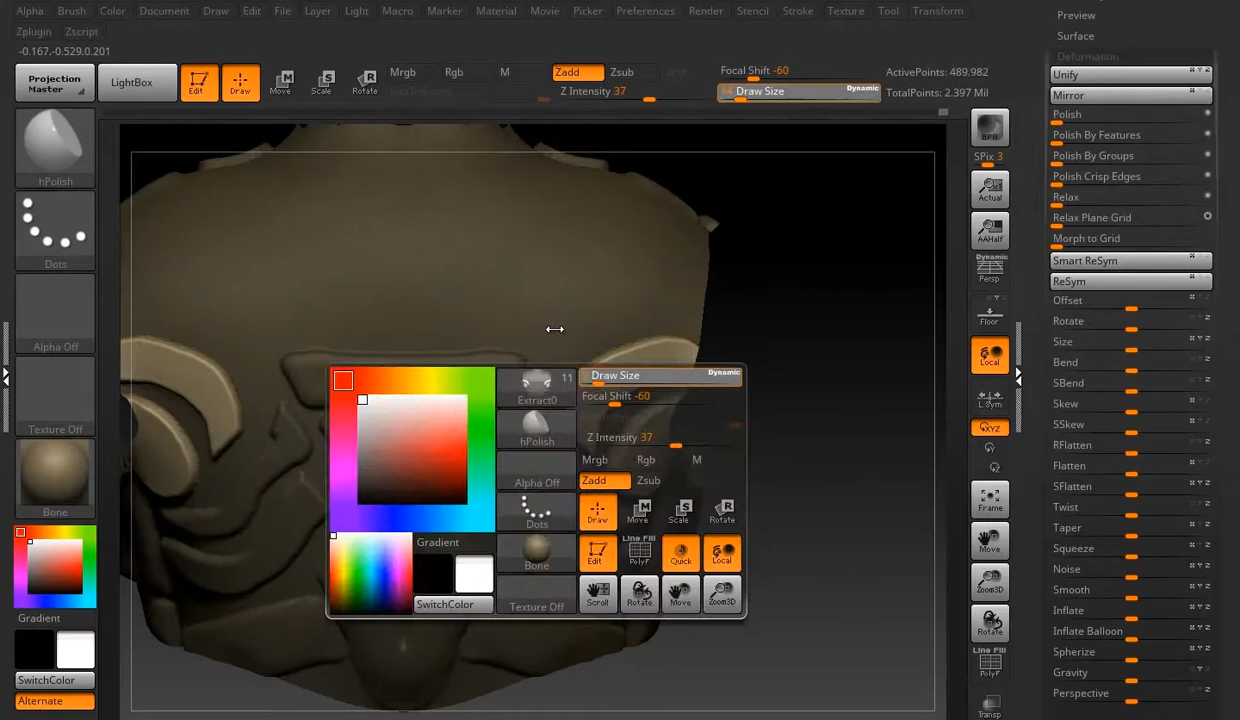 Alpha Brush Color Document Draw Edit File Layer Light Macro Marker Material Movie Picker Preferences Render Stencil Stroke Texture Tool Transform
Zplugin Zscript
-0.167,-0.529,0.201
Projection Master
LightBox
Edit
Draw
Move
Scale
Rotate
Mrgb Rgb M
Zadd Zsub
Z Intensity 37
Focal Shift -60
Draw Size
Dynamic
ActivePoints: 489,982
TotalPoints: 2.397 Mil
hPolish
Dots
Alpha Off
Texture Off
Bone
Gradient
SwitchColor
Alternate
Extract0 11
hPolish
Alpha Off
Dots
Bone
Texture Off
Gradient
SwitchColor
Draw Size Dynamic
Focal Shift -60
Z Intensity 37
Mrgb Rgb M
Zadd Zsub
Draw Move Scale Rotate
Edit
Line Fill
PolyF
Quick
Local
Scroll Rotate Move Zoom3D
BPR
SPix 3
Actual
AAHalf
Dynamic
Persp
Floor
Local
L.Sym
XYZ
Frame
Move
Zoom3D
Rotate
Line Fill
PolyF
Transp
Preview
Surface
Deformation
Unify
Mirror
Polish
Polish By Features
Polish By Groups
Polish Crisp Edges
Relax
Relax Plane Grid
Morph to Grid
Smart ReSym
ReSym
Offset
Rotate
Size
Bend
SBend
Skew
SSkew
RFlatten
Flatten
SFlatten
Twist
Taper
Squeeze
Noise
Smooth
Inflate
Inflate Balloon
Spherize
Gravity
Perspective